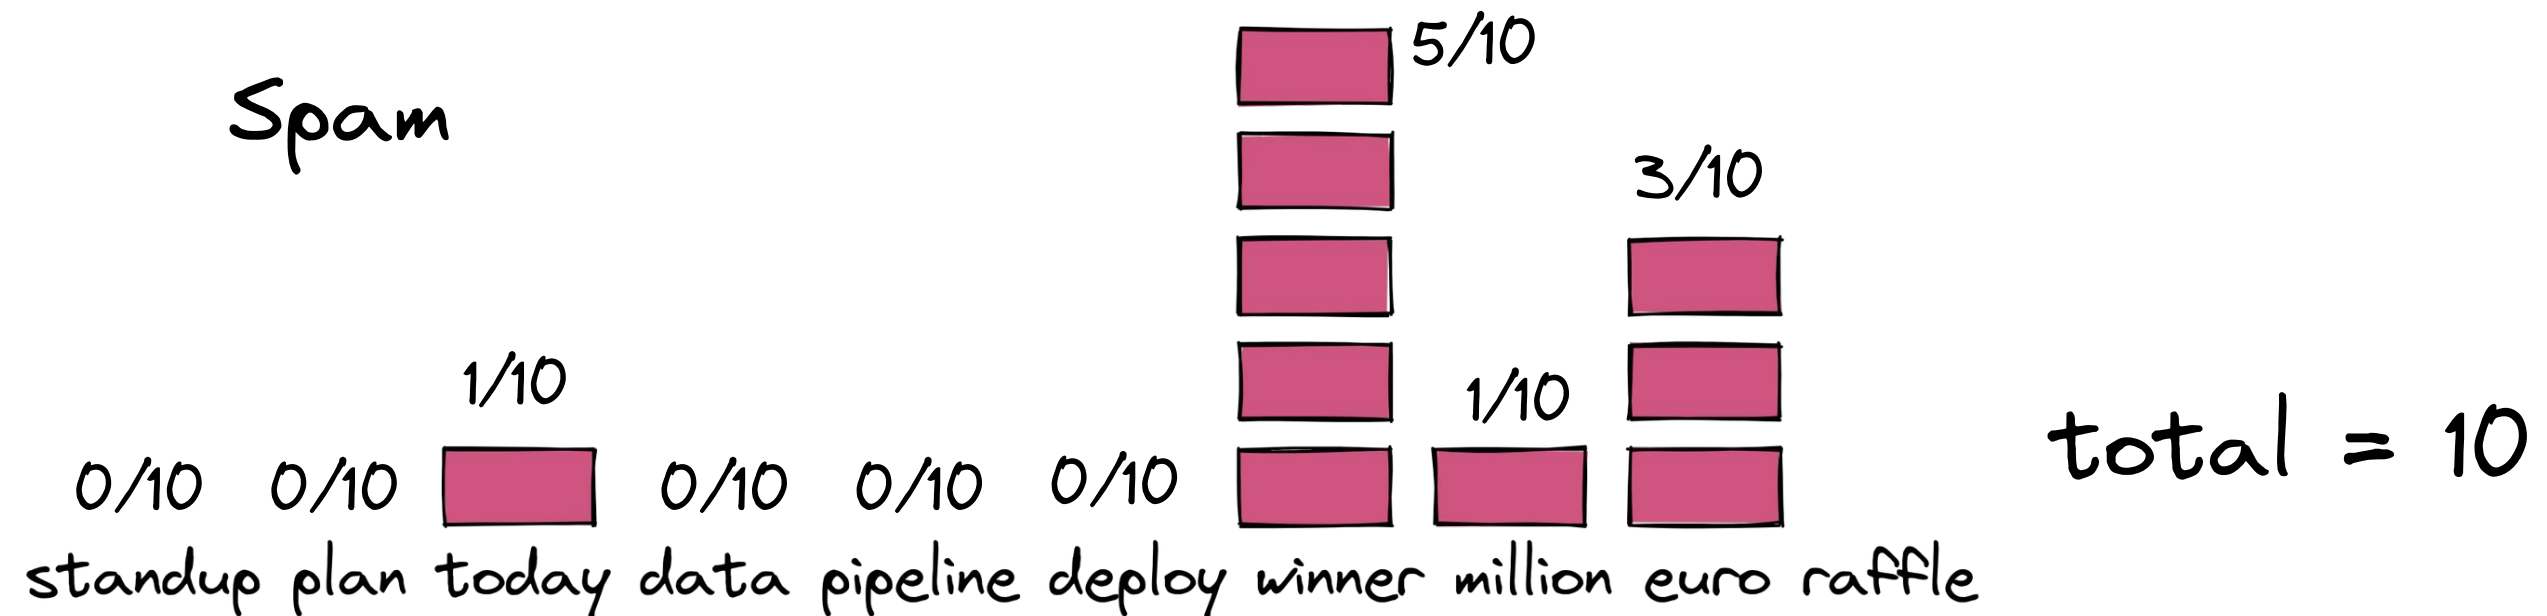 Spam
5/10
3/10
1/10
1/10
0/10 0/10 0/10 0/10 0/10
total = 10
standup plan today data pipeline deploy winner million euro raffle